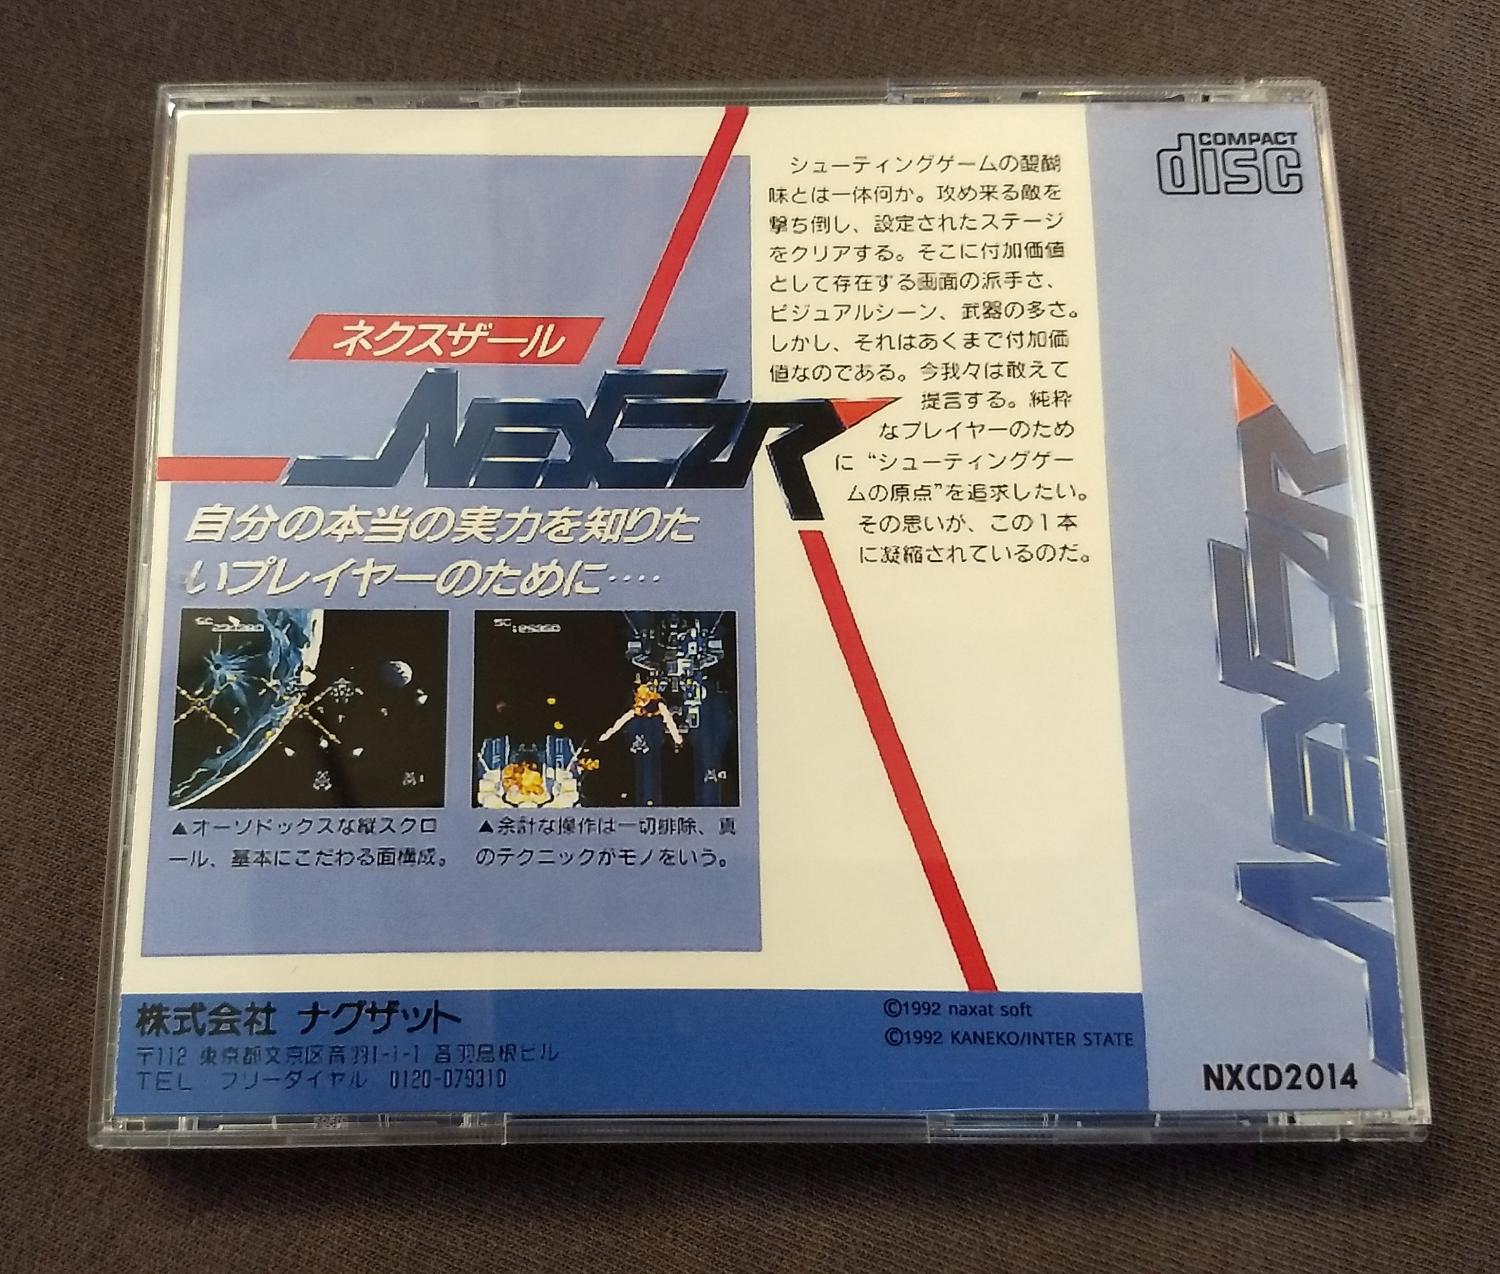 ネクスザール
NEXZR
自分の本当の実力を知りた
いプレイヤーのために‥‥
SC
SC
▲オーソドックスな縦スクロ
ール、基本にこだわる面構成。
▲余計な操作は一切排除、真
のテクニックがモノをいう。
シューティングゲームの醍醐
味とは一体何か。攻め来る敵を
撃ち倒し、設定されたステージ
をクリアする。そこに付加価値
として存在する画面の派手さ、
ビジュアルシーン、武器の多さ。
しかし、それはあくまで付加価
値なのである。今我々は敢えて
提言する。純粋
なプレイヤーのため
に“シューティングゲー
ムの原点”を追求したい。
その思いが、この1本
に凝縮されているのだ。
COMPACT
disc
NEXZR
株式会社 ナグザット
〒112 東京都文京区音羽1-1-1 音羽島根ビル
TEL フリーダイヤル 0120-079310
©1992 naxat soft
©1992 KANEKO/INTER STATE
NXCD2014